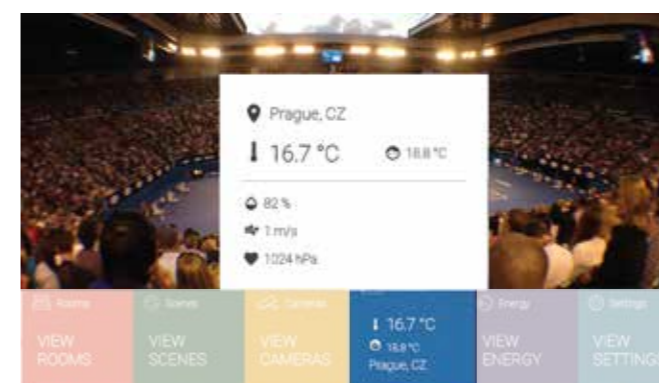 Prague, CZ
16.7 °C
18.8 °C
82 %
1 m/s
1024 hPa
Rooms
VIEW
ROOMS
Scenes
VIEW
SCENES
Cameras
VIEW
CAMERAS
16.7 °C
18.8 °C
Prague, CZ
Energy
VIEW
ENERGY
Settings
VIEW
SETTINGS